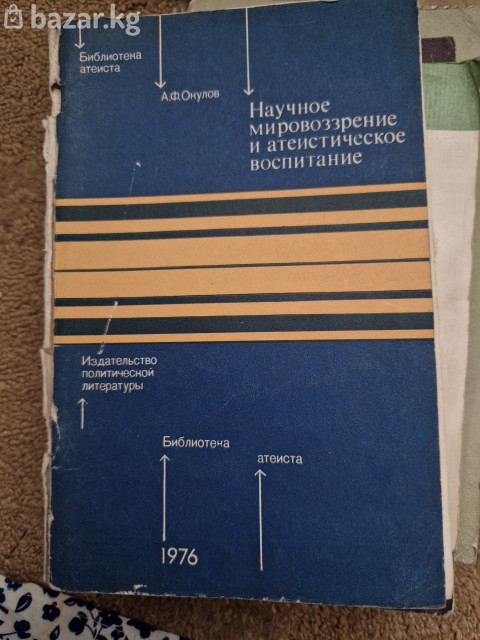 bazar.kg
Библиотека
атеиста
А.Ф.Окулов
Научное
мировоззрение
и атеистическое
воспитание
Издательство
политической
литературы
Библиотека
атеиста
1976